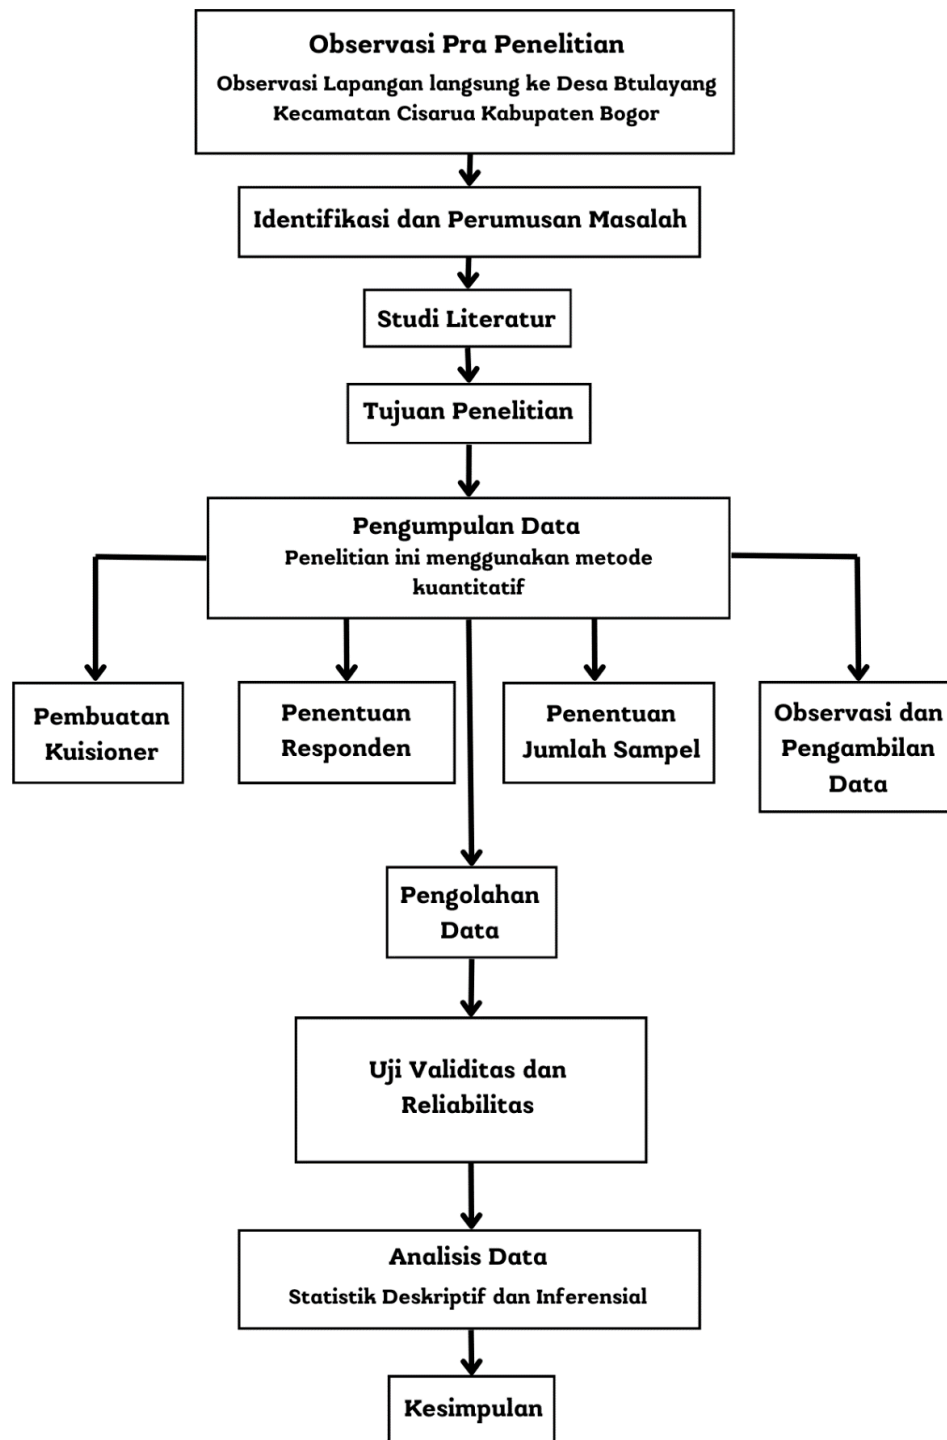 Observasi Pra Penelitian
Observasi Lapangan langsung ke Desa Btulayang
Kecamatan Cisarua Kabupaten Bogor
Identifikasi dan Perumusan Masalah
Studi Literatur
Tujuan Penelitian
Pengumpulan Data
Penelitian ini menggunakan metode
kuantitatif
Pembuatan
Kuisioner
Penentuan
Responden
Penentuan
Jumlah Sampel
Observasi dan
Pengambilan
Data
Pengolahan
Data
Uji Validitas dan
Reliabilitas
Analisis Data
Statistik Deskriptif dan Inferensial
Kesimpulan